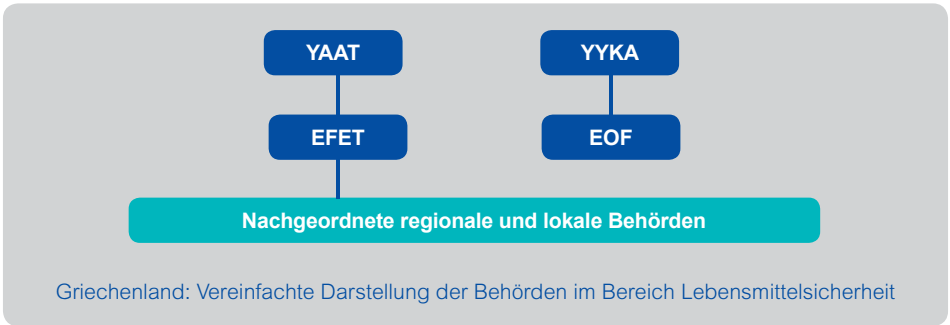 YAAT YYKA
EFET EOF
Nachgeordnete regionale und lokale Behörden
Griechenland: Vereinfachte Darstellung der Behörden im Bereich Lebensmittelsicherheit